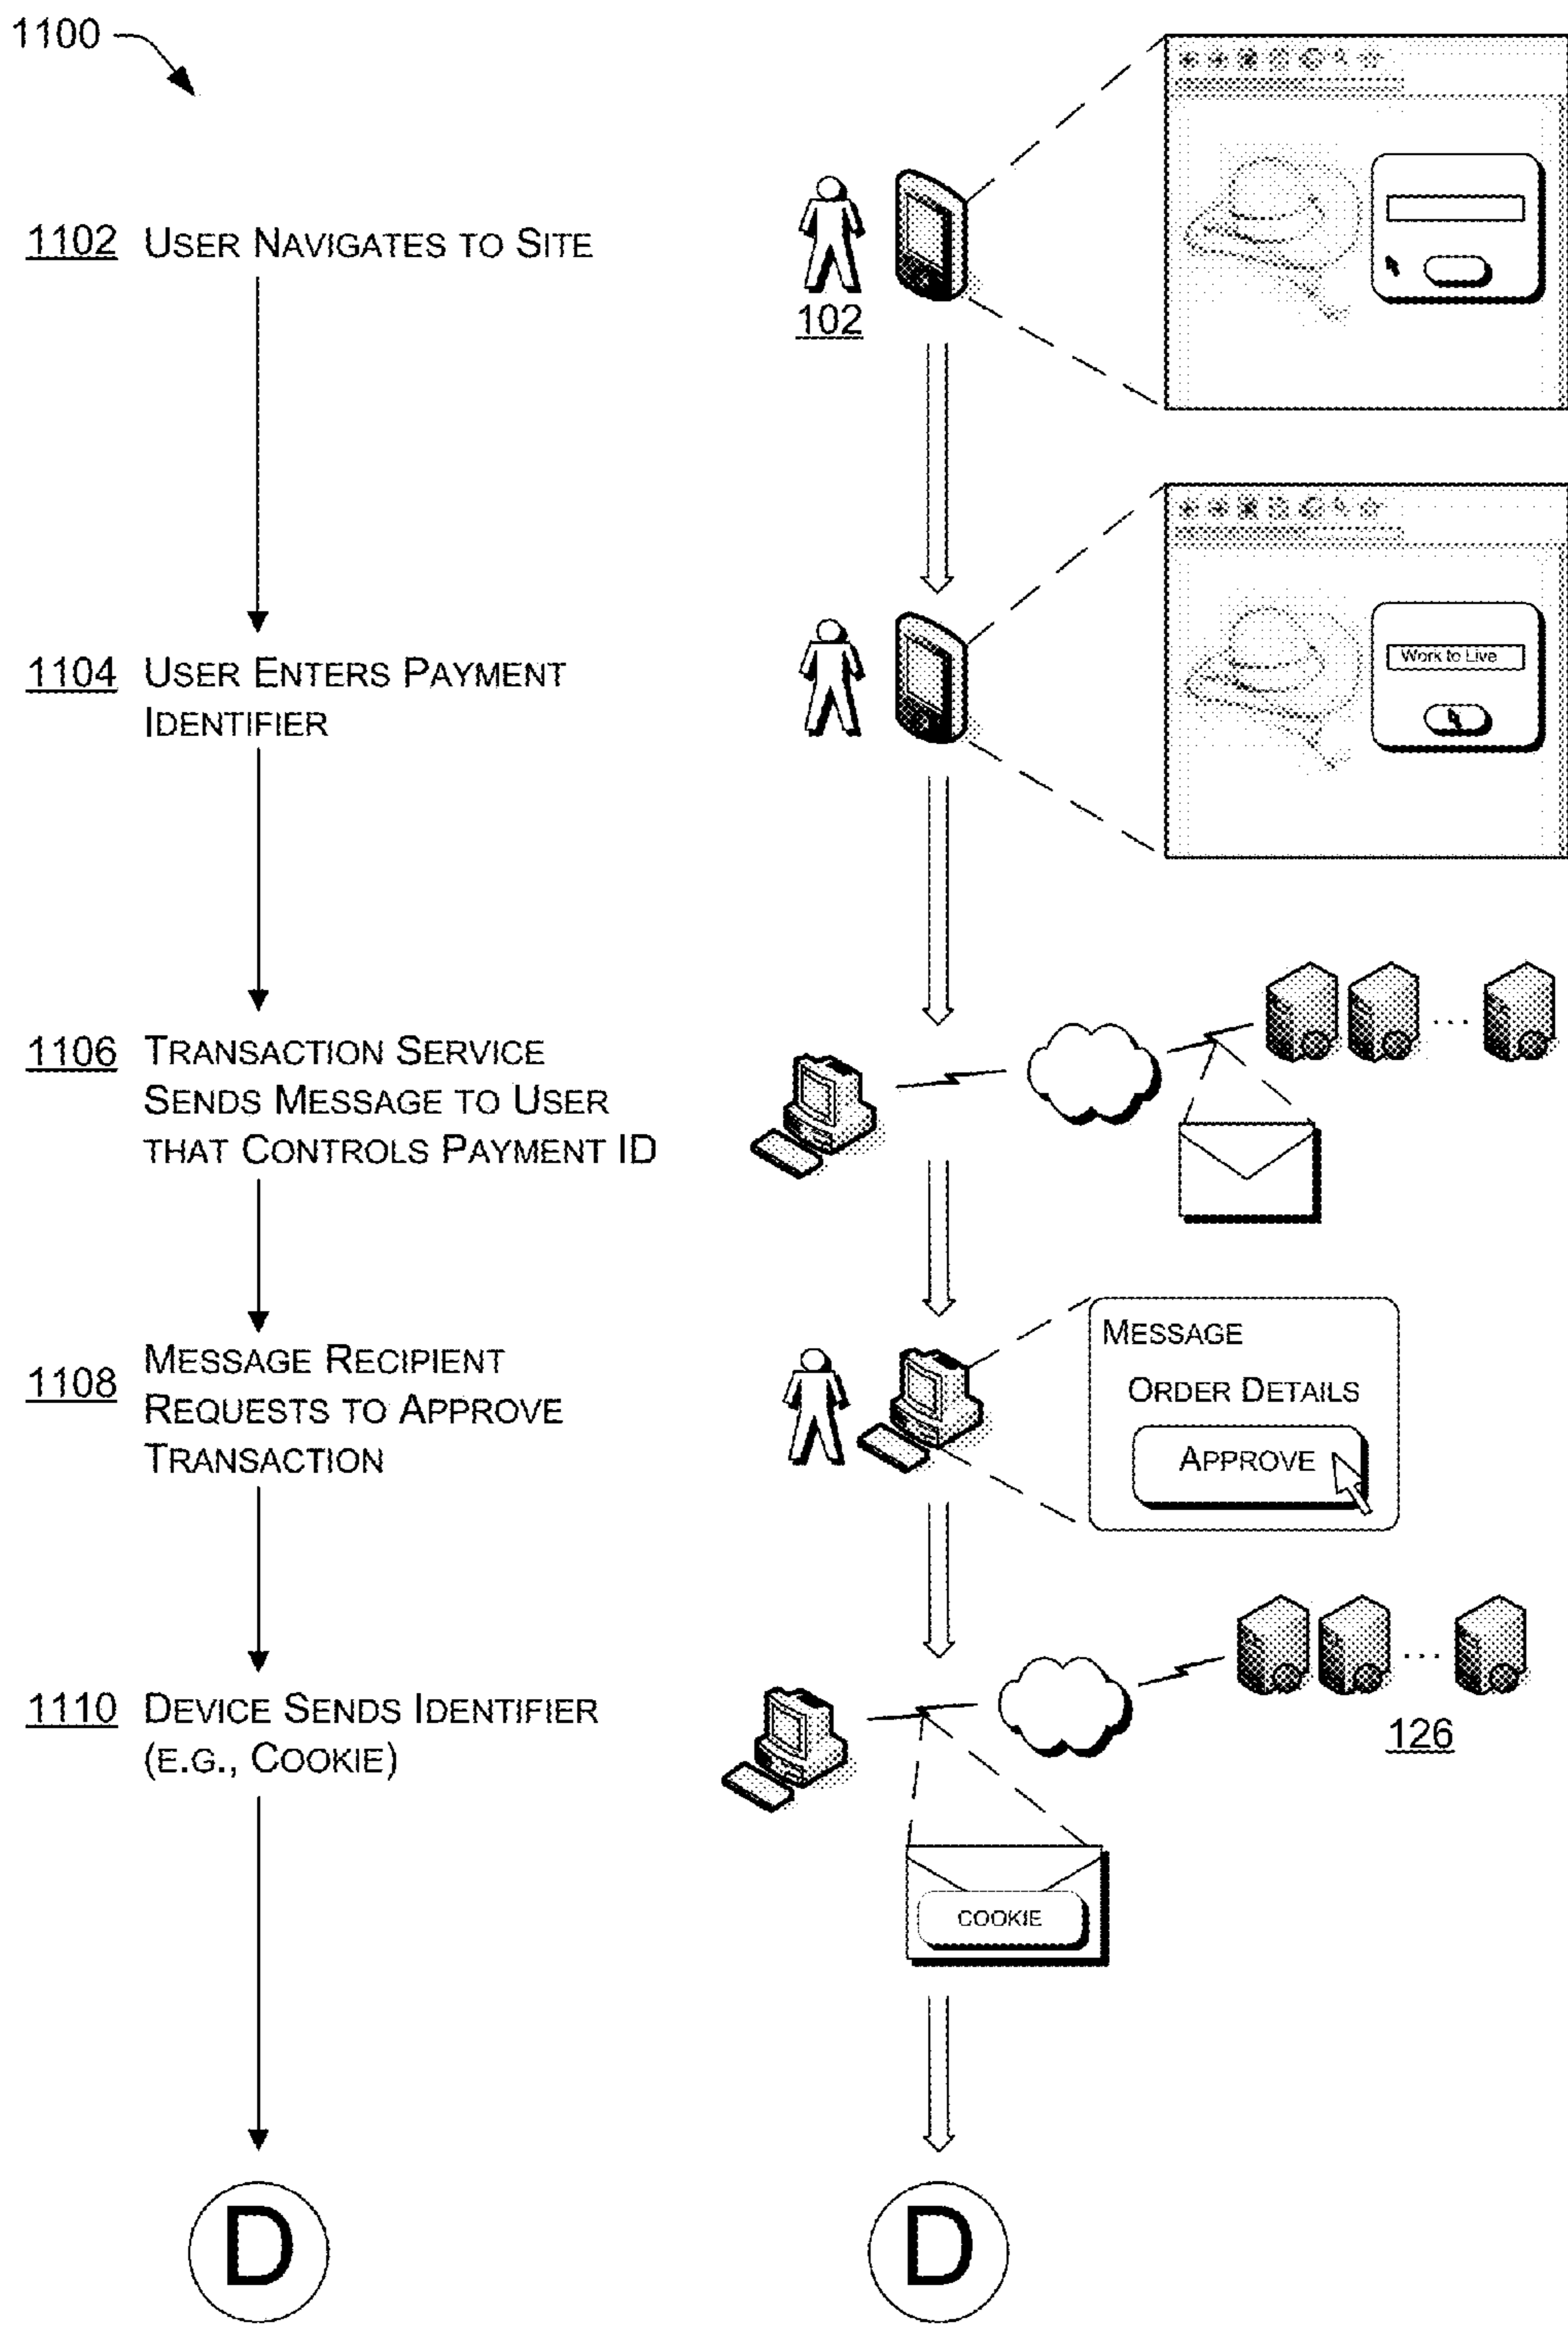 1100
1102 USER NAVIGATES TO SITE
102
1104 USER ENTERS PAYMENT
IDENTIFIER
Work to Live
1106 TRANSACTION SERVICE
SENDS MESSAGE TO USER
THAT CONTROLS PAYMENT ID
...
1108 MESSAGE RECIPIENT
REQUESTS TO APPROVE
TRANSACTION
MESSAGE
ORDER DETAILS
APPROVE
1110 DEVICE SENDS IDENTIFIER
(E.G., COOKIE)
...
126
COOKIE
D
D